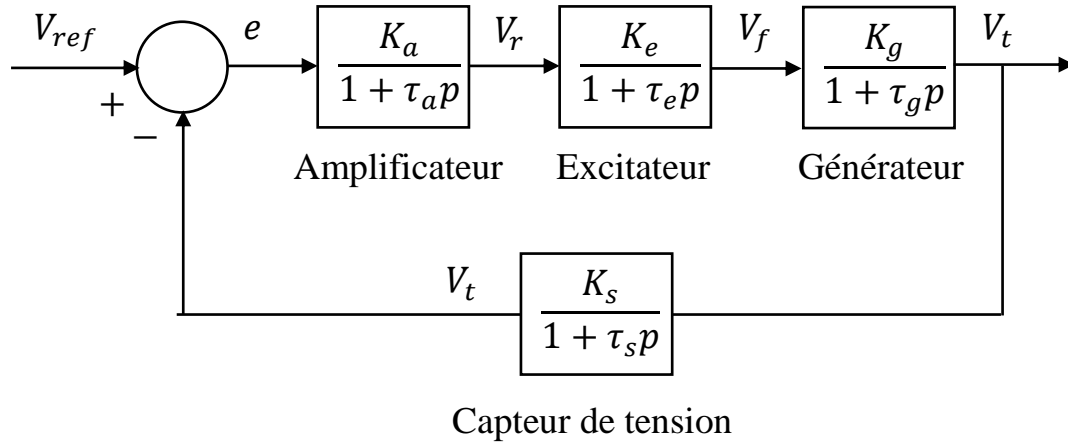 V_ref e K_a V_r K_e V_f K_g V_t
+ 1 + τ_a p 1 + τ_e p 1 + τ_g p
−
Amplificateur Excitateur Générateur
V_t K_s
1 + τ_s p
Capteur de tension